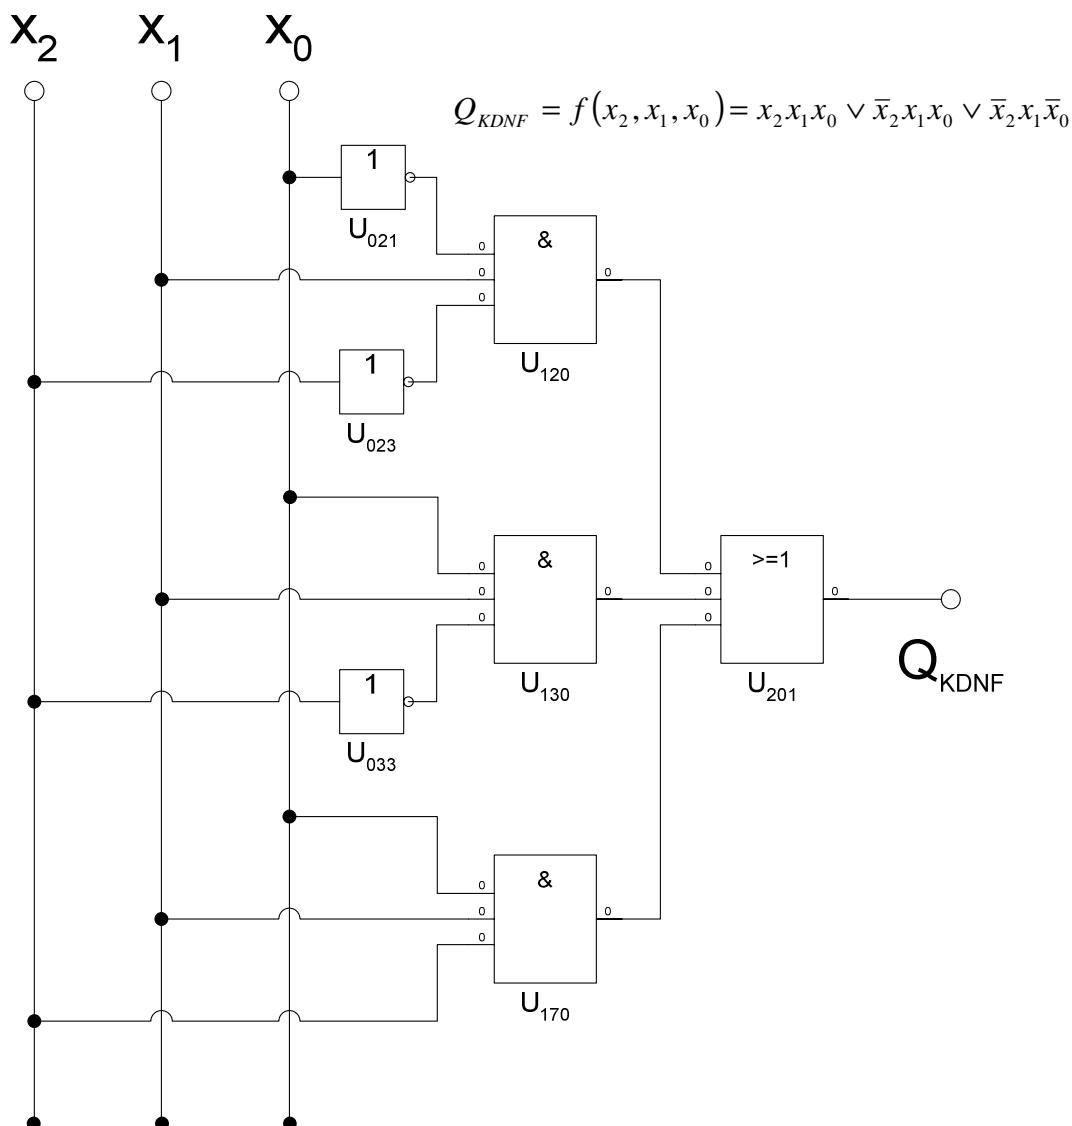 x₂ x₁ x₀
Q_KDNF = f(x₂, x₁, x₀) = x₂x₁x₀ ∨ x̄₂x₁x₀ ∨ x̄₂x₁x̄₀
1
U₀₂₁
&
0
0
0
0
U₁₂₀
1
U₀₂₃
&
0
0
0
0
U₁₃₀
>=1
0
0
0
0
U₂₀₁
Q_KDNF
1
U₀₃₃
&
0
0
0
0
U₁₇₀